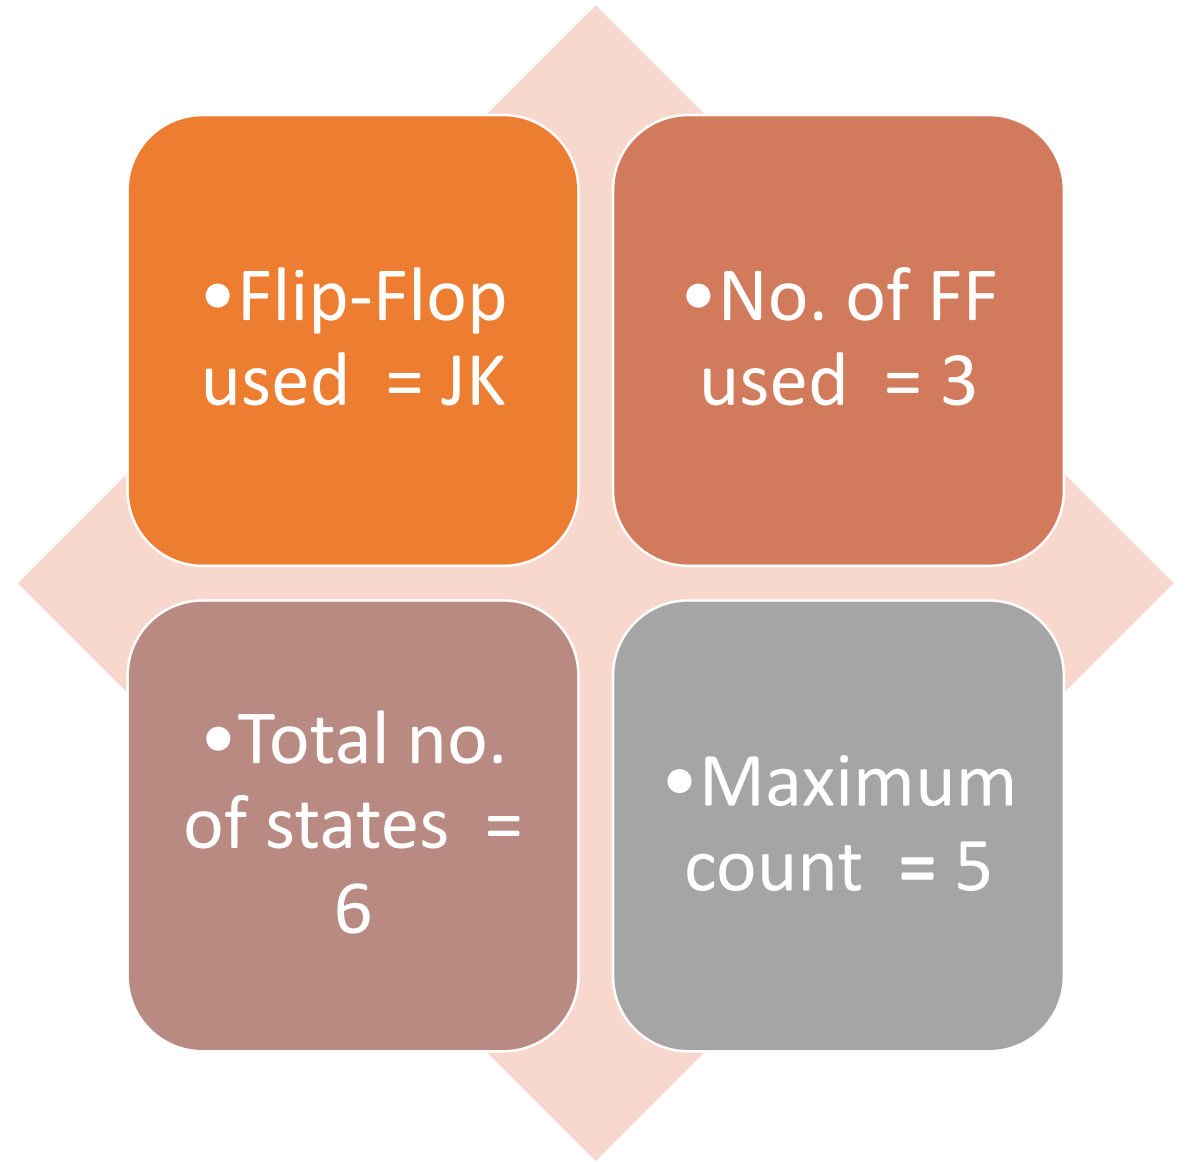 •Flip-Flop
used  = JK
•No. of FF
used  = 3
•Total no.
of states  =
6
•Maximum
count  = 5